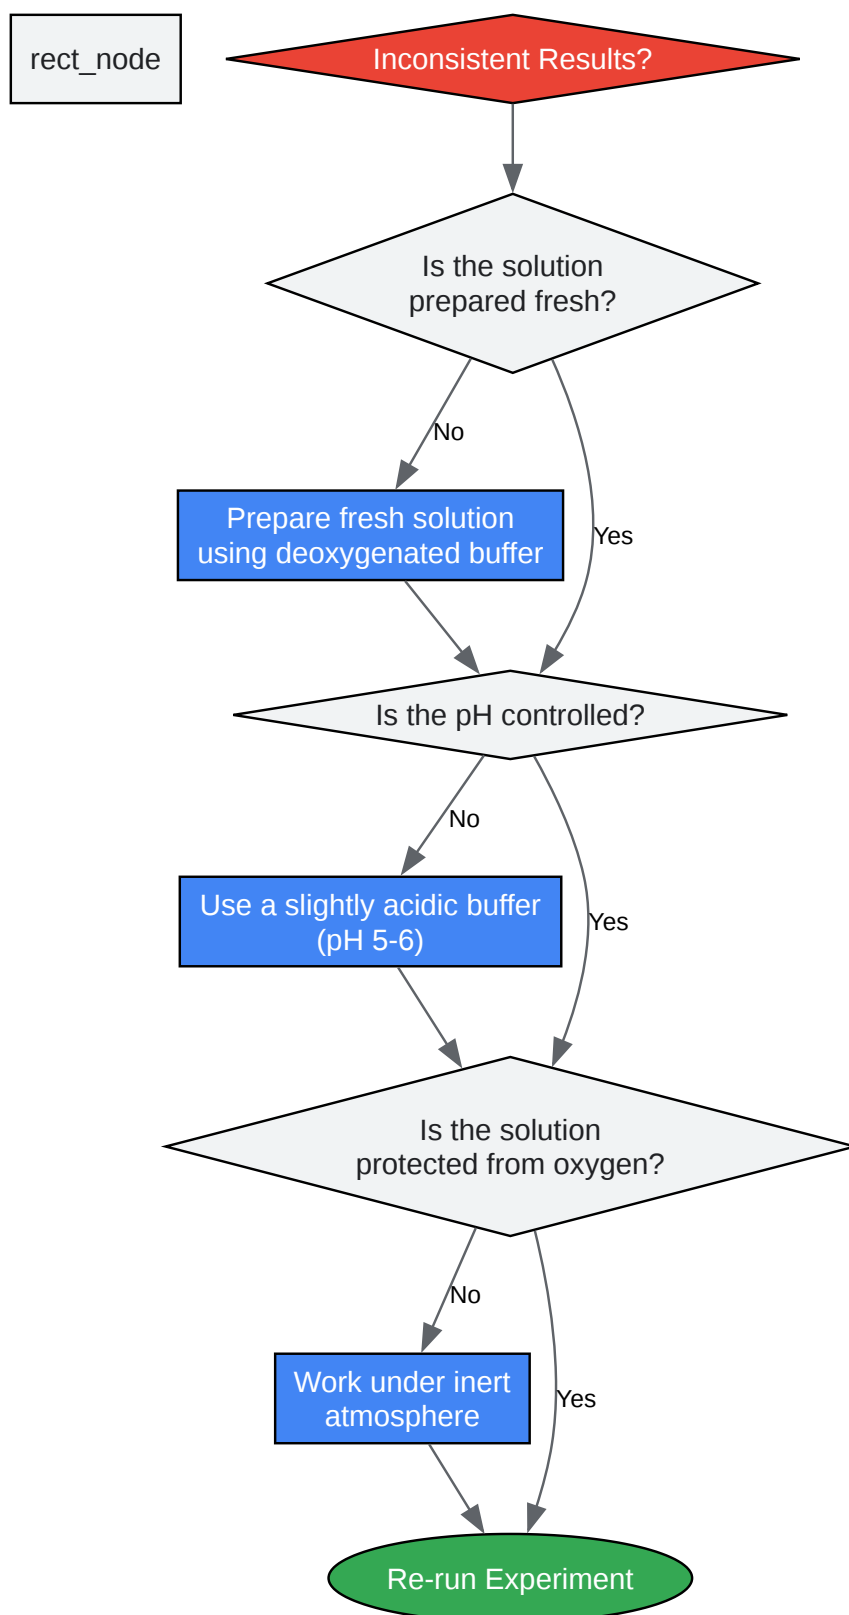 rect_node
Inconsistent Results?
Is the solution
prepared fresh?
No
Prepare fresh solution
using deoxygenated buffer
Yes
Is the pH controlled?
No
Use a slightly acidic buffer
(pH 5-6)
Yes
Is the solution
protected from oxygen?
No
Work under inert
atmosphere
Yes
Re-run Experiment